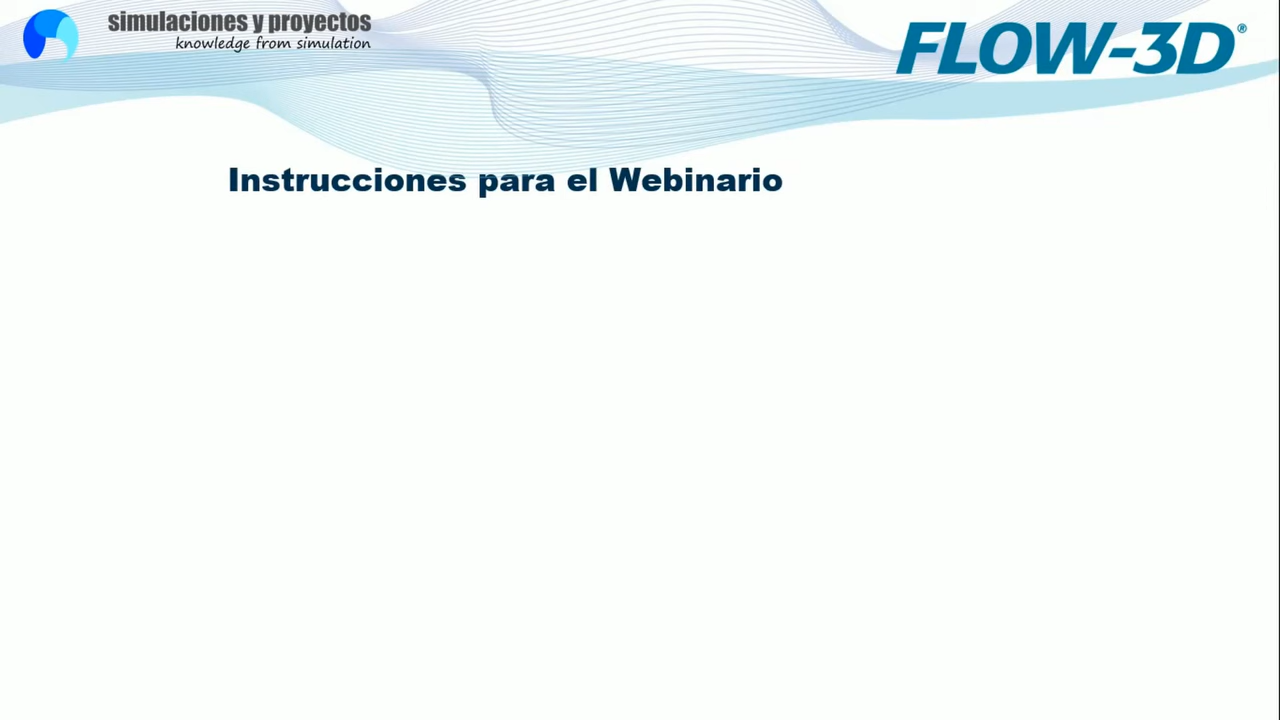 simulaciones y proyectos
knowledge from simulation
FLOW-3D®
Instrucciones para el Webinario